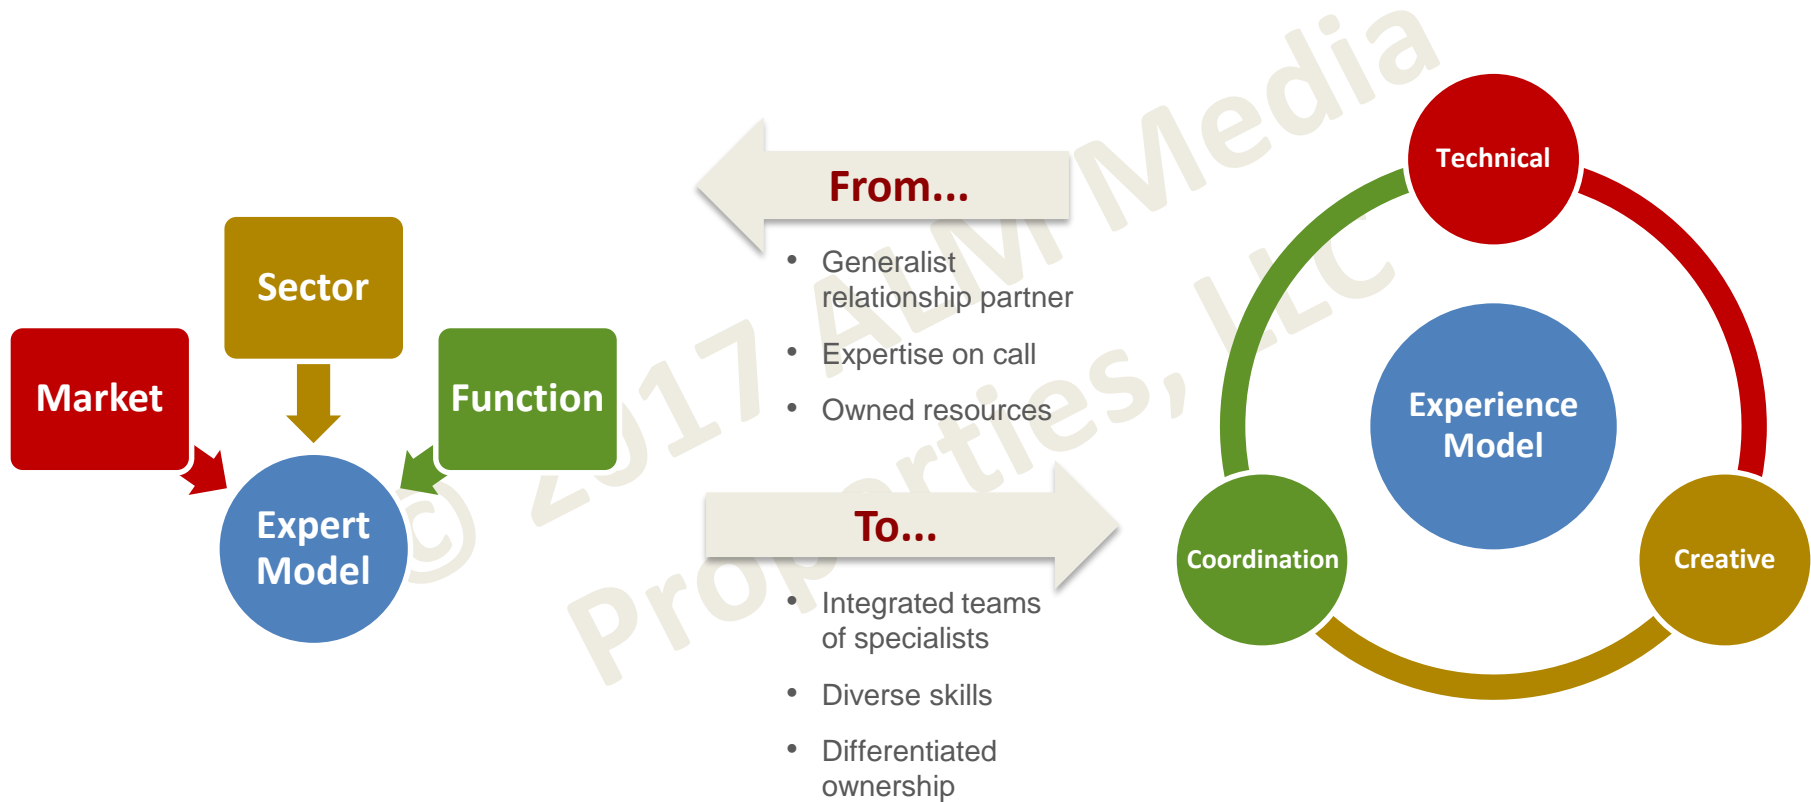 Sector
Market
Function
Expert
Model
From...
• Generalist
relationship partner
• Expertise on call
• Owned resources
To...
• Integrated teams
of specialists
• Diverse skills
• Differentiated
ownership
Technical
Experience
Model
Coordination
Creative
© 2017 ALM Media
Properties, LLC